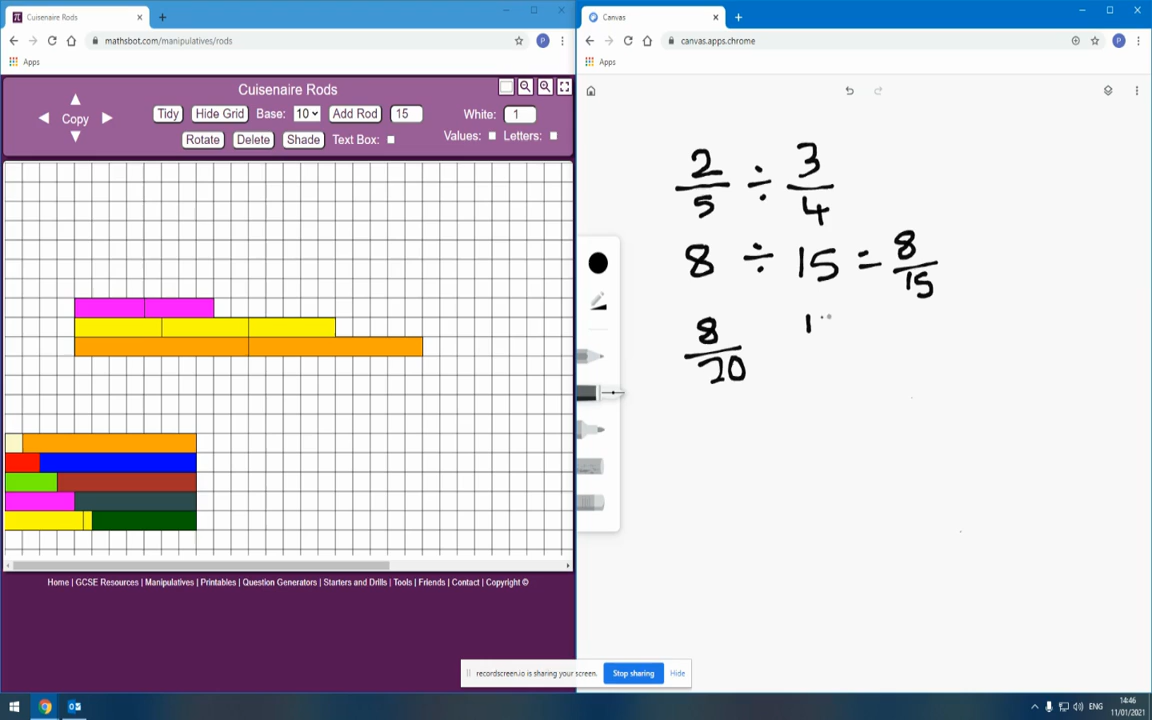 Cuisenaire Rods
Canvas
mathsbot.com/manipulatives/rods
P
canvas.apps.chrome
P
Apps
Apps
Cuisenaire Rods
Copy
Tidy
Hide Grid
Base: 10
Add Rod
15
White: 1
Rotate
Delete
Shade
Text Box:
Values:
Letters:
2/5 ÷ 3/4
8 ÷ 15 = 8/15
8/20 1
Home | GCSE Resources | Manipulatives | Printables | Question Generators | Starters and Drills | Tools | Friends | Contact | Copyright ©
recordscreen.io is sharing your screen.
Stop sharing
Hide
ENG
14:46
11/01/2021